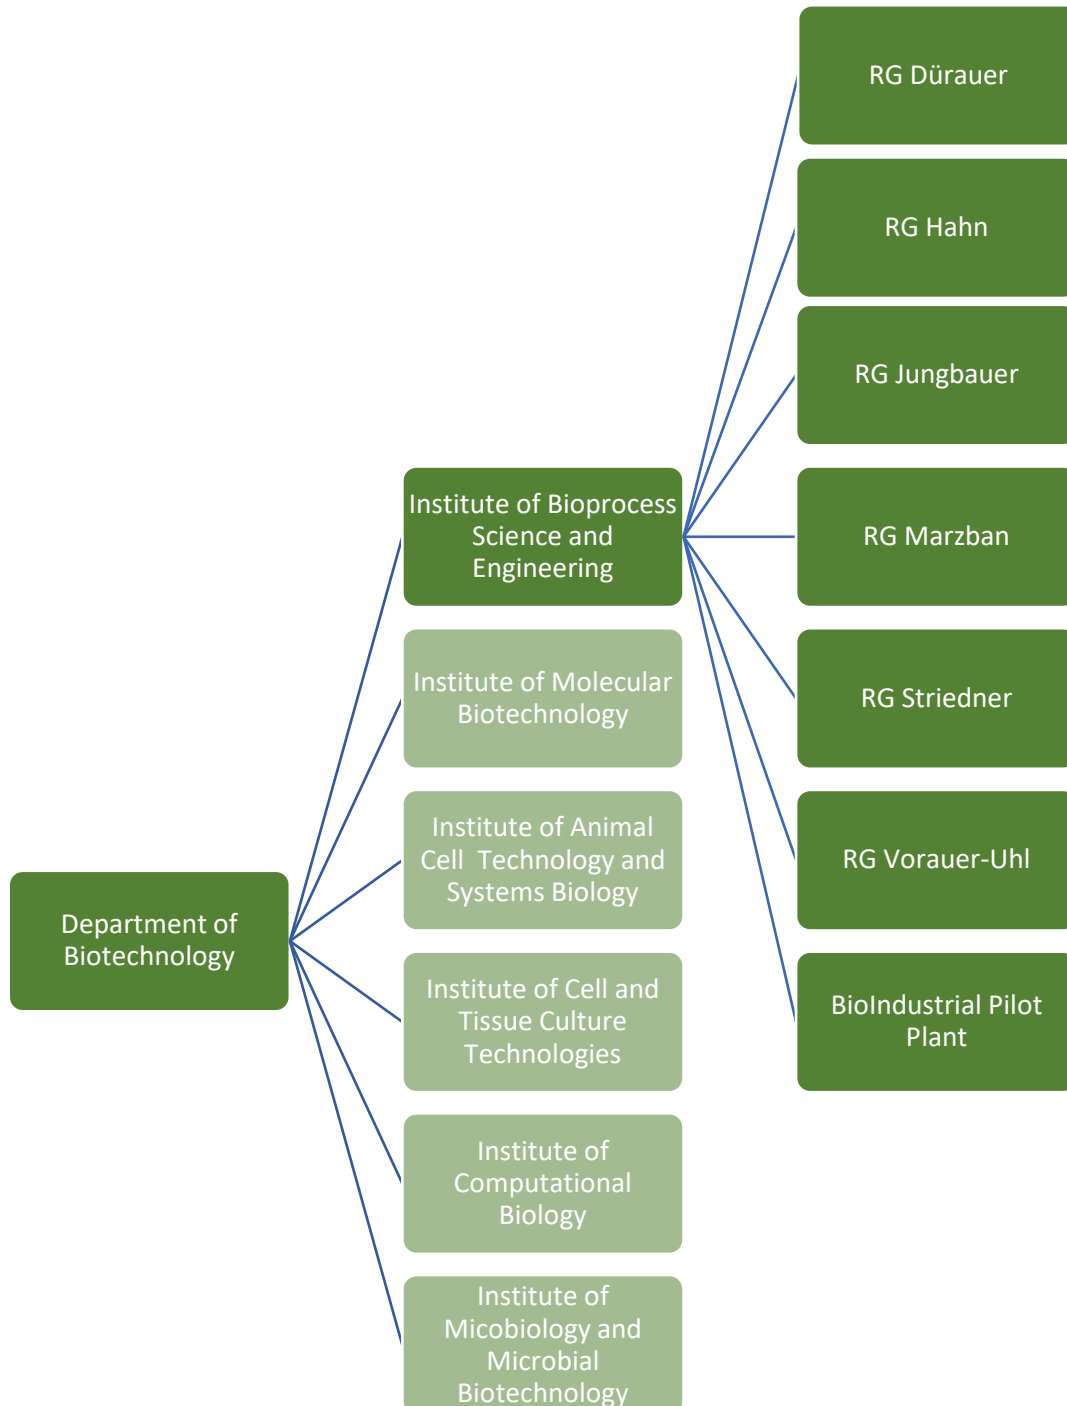 RG Dürauer
RG Hahn
RG Jungbauer
Institute of Bioprocess
Science and
Engineering
RG Marzban
Institute of Molecular
Biotechnology
RG Striedner
Institute of Animal
Cell  Technology and
Systems Biology
RG Vorauer-Uhl
Department of
Biotechnology
Institute of Cell and
Tissue Culture
Technologies
BioIndustrial Pilot
Plant
Institute of
Computational
Biology
Institute of
Micobiology and
Microbial
Biotechnology